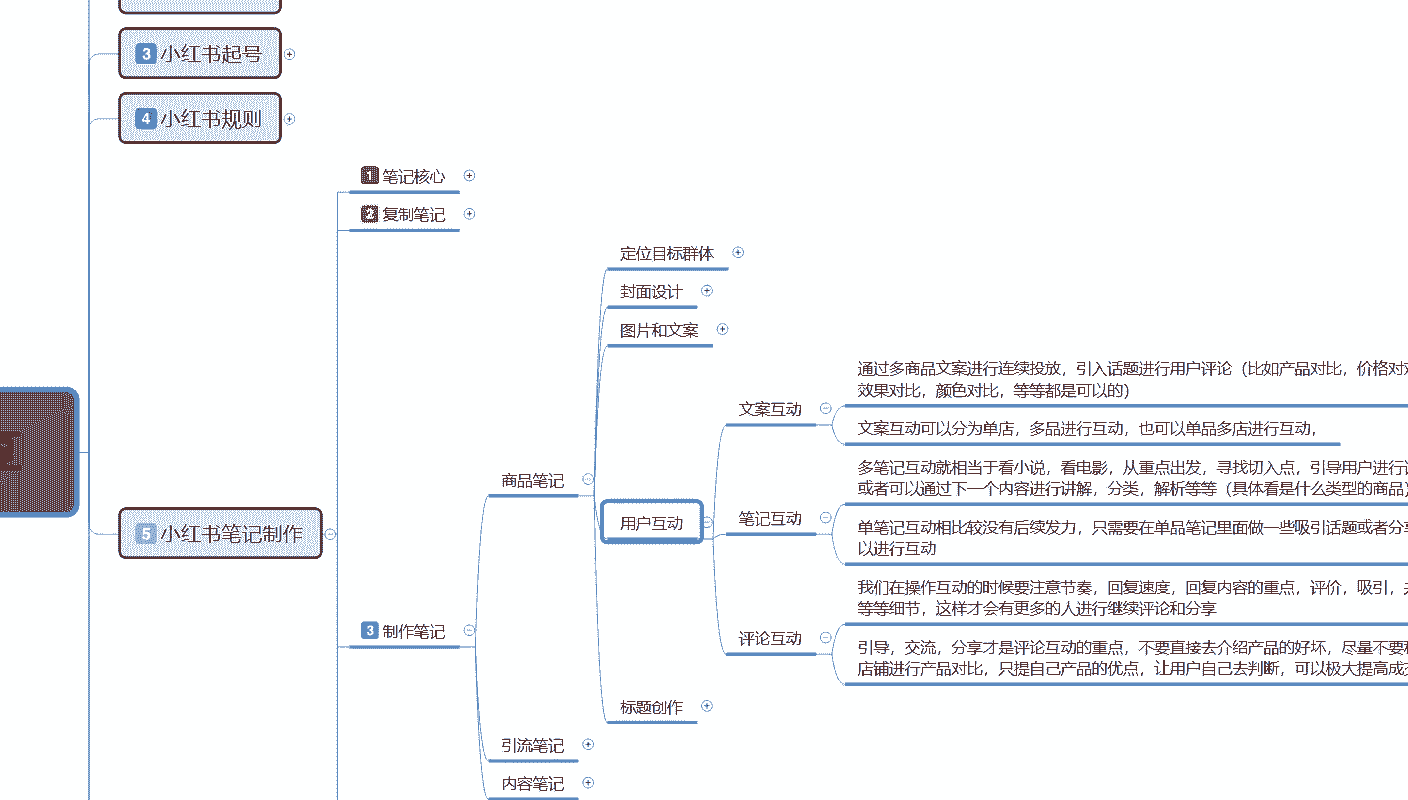 3 小红书起号
4 小红书规则
1 笔记核心
2 复制笔记
定位目标群体
封面设计
图片和文案
通过多商品文案进行连续投放，引入话题进行用户评论（比如产品对比，价格对
效果对比，颜色对比，等等都是可以的）
文案互动
文案互动可以分为单店，多品进行互动，也可以单品多店进行互动，
多笔记互动就相当于看小说，看电影，从重点出发，寻找切入点，引导用户进行
或者可以通过下一个内容进行讲解，分类，解析等等（具体看是什么类型的商品）
商品笔记
用户互动
笔记互动
单笔记互动相比较没有后续发力，只需要在单品笔记里面做一些吸引话题或者分享
以进行互动
5 小红书笔记制作
我们在操作互动的时候要注意节奏，回复速度，回复内容的重点，评价，吸引，
等等细节，这样才会有更多的人进行继续评论和分享
3 制作笔记
评论互动
引导，交流，分享才是评论互动的重点，不要直接去介绍产品的好坏，尽量不要
店铺进行产品对比，只提自己产品的优点，让用户自己去判断，可以极大提高成
标题创作
引流笔记
内容笔记